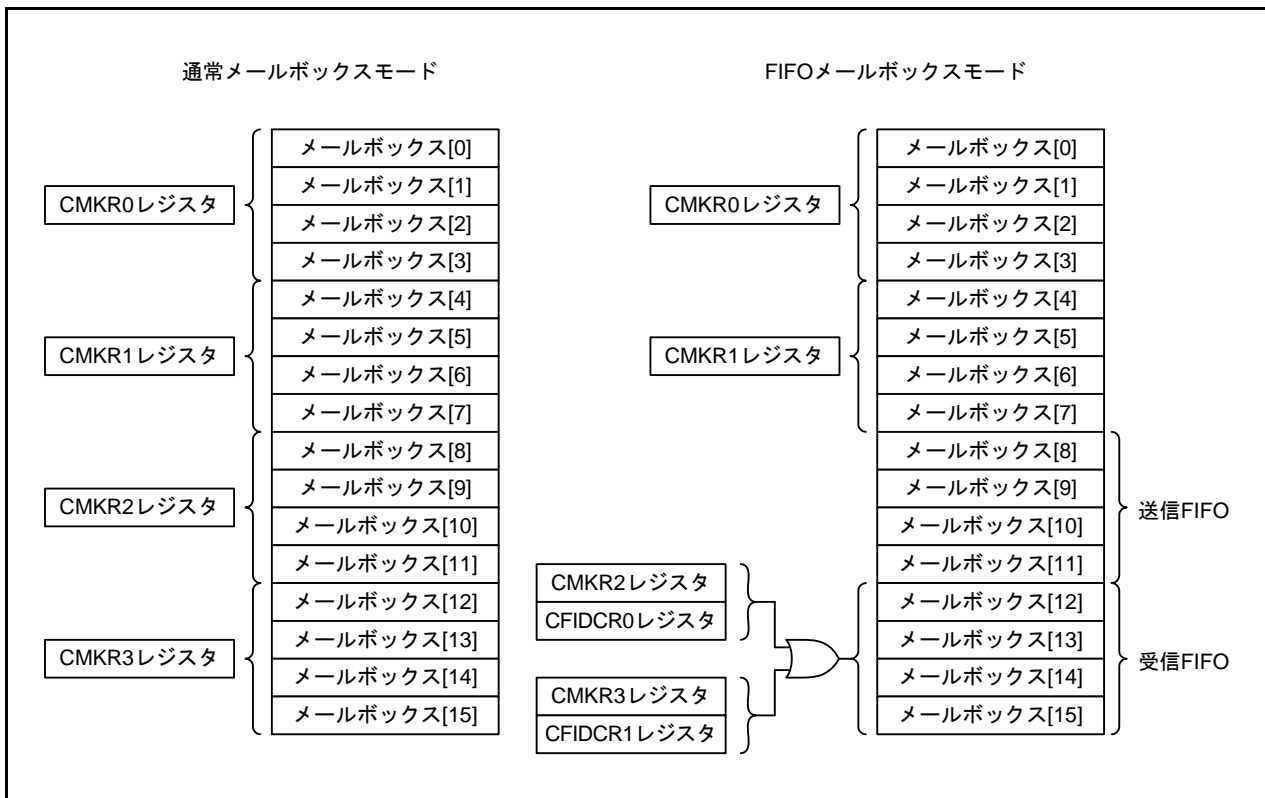 通常メールボックスモード
CMKR0レジスタ
CMKR1レジスタ
CMKR2レジスタ
CMKR3レジスタ
メールボックス[0]
メールボックス[1]
メールボックス[2]
メールボックス[3]
メールボックス[4]
メールボックス[5]
メールボックス[6]
メールボックス[7]
メールボックス[8]
メールボックス[9]
メールボックス[10]
メールボックス[11]
メールボックス[12]
メールボックス[13]
メールボックス[14]
メールボックス[15]
FIFOメールボックスモード
CMKR0レジスタ
CMKR1レジスタ
CMKR2レジスタ
CFIDCR0レジスタ
CMKR3レジスタ
CFIDCR1レジスタ
メールボックス[0]
メールボックス[1]
メールボックス[2]
メールボックス[3]
メールボックス[4]
メールボックス[5]
メールボックス[6]
メールボックス[7]
メールボックス[8]
メールボックス[9]
メールボックス[10]
メールボックス[11]
メールボックス[12]
メールボックス[13]
メールボックス[14]
メールボックス[15]
送信FIFO
受信FIFO